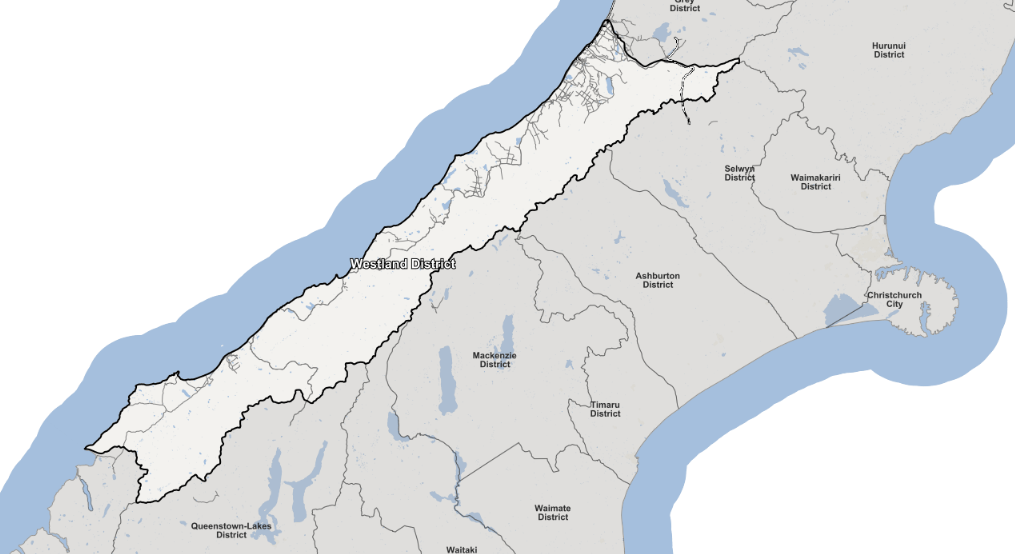 Grey
District
Hurunui
District
Selwyn
District
Waimakariri
District
Westland District
Ashburton
District
Christchurch
City
Mackenzie
District
Timaru
District
Waimate
District
Queenstown-Lakes
District
Waitaki